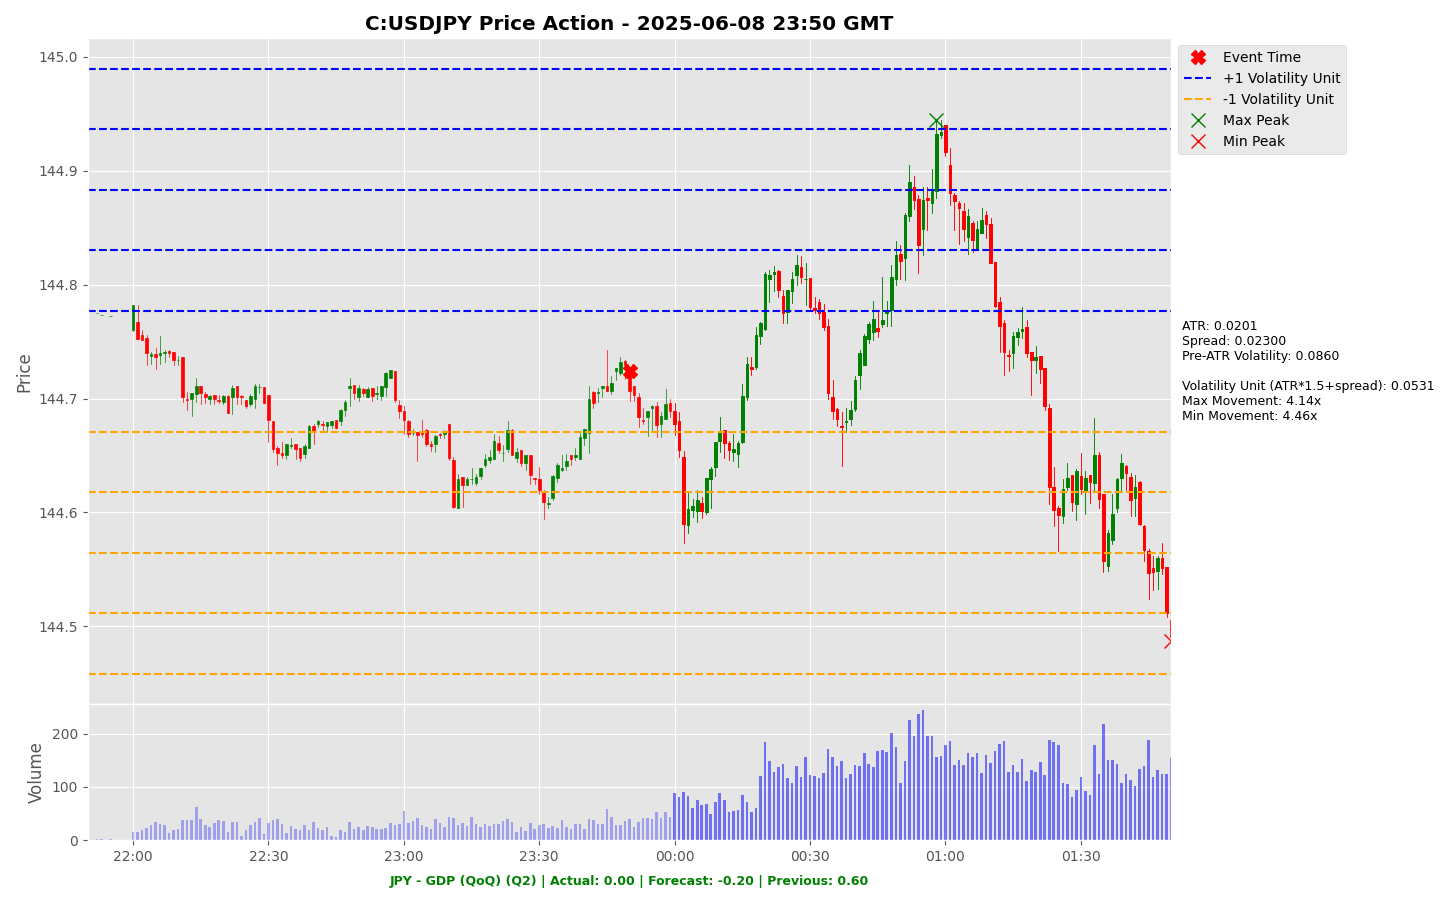 C:USDJPY Price Action - 2025-06-08 23:50 GMT
145.0
144.9
144.8
144.7
144.6
144.5
Price
Event Time
+1 Volatility Unit
-1 Volatility Unit
Max Peak
Min Peak
ATR: 0.0201
Spread: 0.02300
Pre-ATR Volatility: 0.0860
Volatility Unit (ATR*1.5+spread): 0.0531
Max Movement: 4.14x
Min Movement: 4.46x
200
100
0
Volume
22:00 22:30 23:00 23:30 00:00 00:30 01:00 01:30
JPY - GDP (QoQ) (Q2) | Actual: 0.00 | Forecast: -0.20 | Previous: 0.60